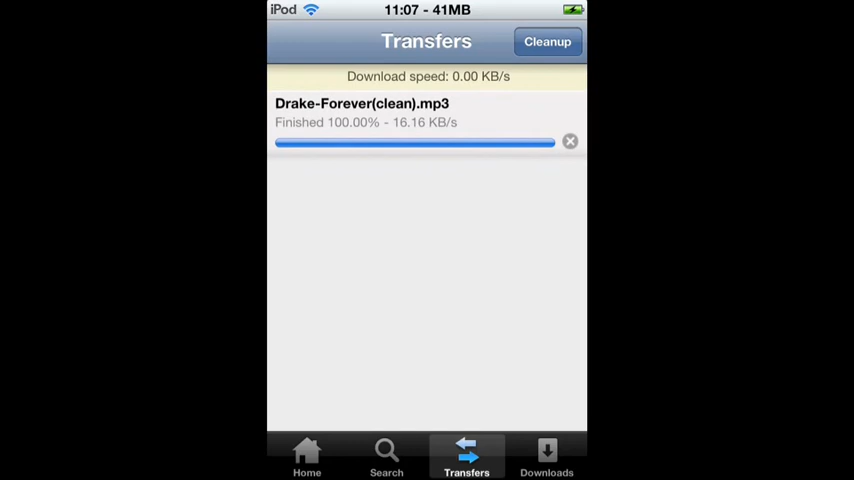 iPod 11:07 - 41MB
Transfers Cleanup
Download speed: 0.00 KB/s
Drake-Forever(clean).mp3
Finished 100.00% - 16.16 KB/s
Home Search Transfers Downloads